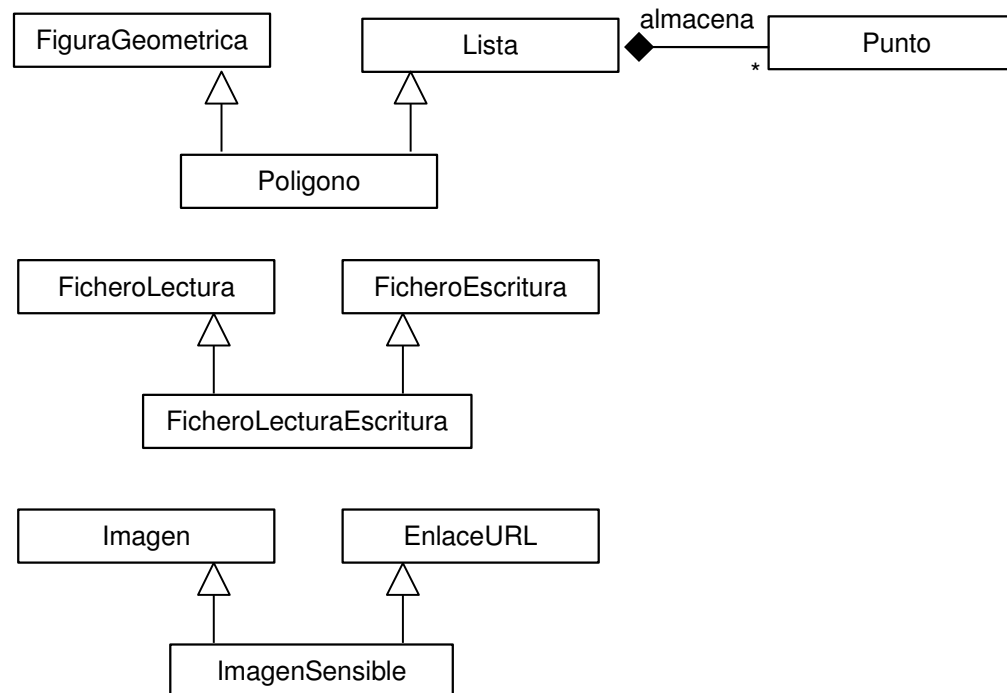 FiguraGeometrica
Lista
almacena
*
Punto
Poligono
FicheroLectura
FicheroEscritura
FicheroLecturaEscritura
Imagen
EnlaceURL
ImagenSensible